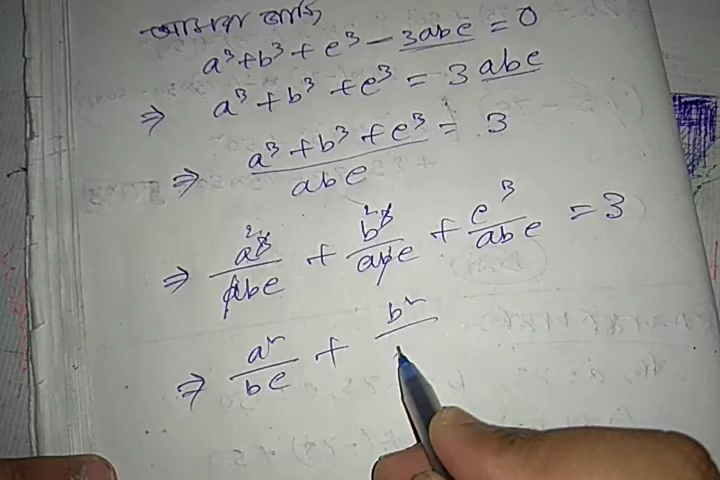 আমরা জানি
a³+b³+c³-3abc=0
⇒ a³+b³+c³=3abc
⇒ a³+b³+c³/abc=3
⇒ a³/abc + b³/abc + c³/abc = 3
⇒ a²/bc + b²